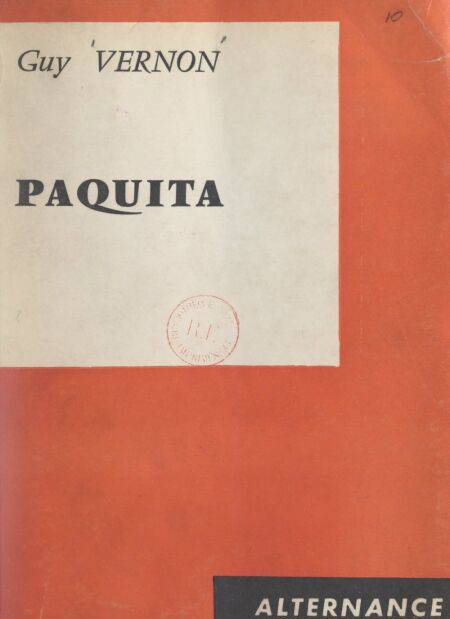 10
Guy 'VERNON'
PAQUITA
R.F.
ALTERNANCE